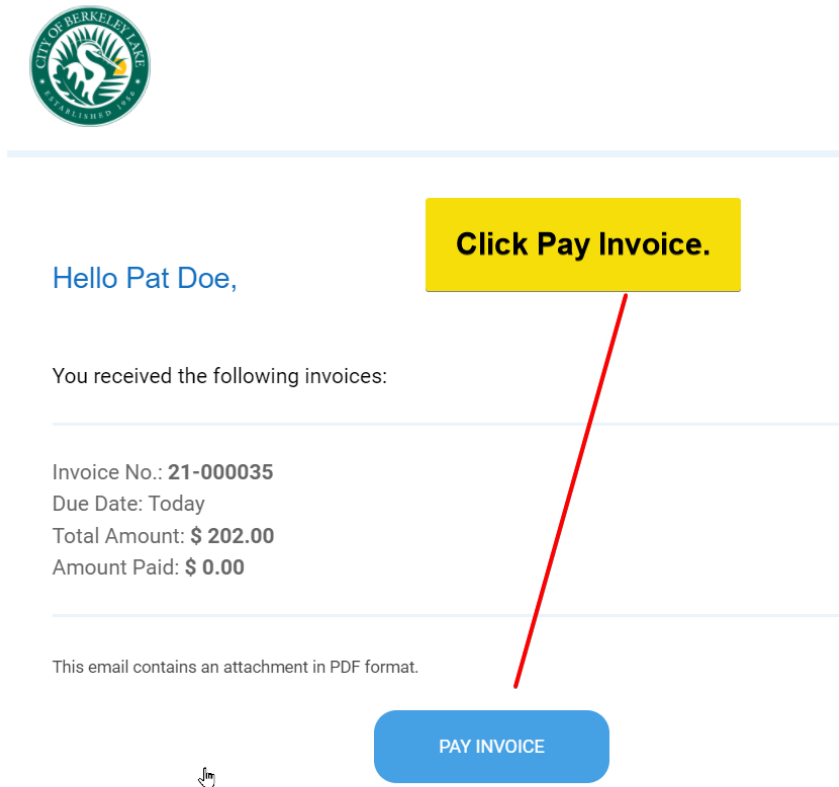 CITY OF BERKELEY LAKE
ESTABLISHED 1956
Click Pay Invoice.
Hello Pat Doe,
You received the following invoices:
Invoice No.: 21-000035
Due Date: Today
Total Amount: $ 202.00
Amount Paid: $ 0.00
This email contains an attachment in PDF format.
PAY INVOICE